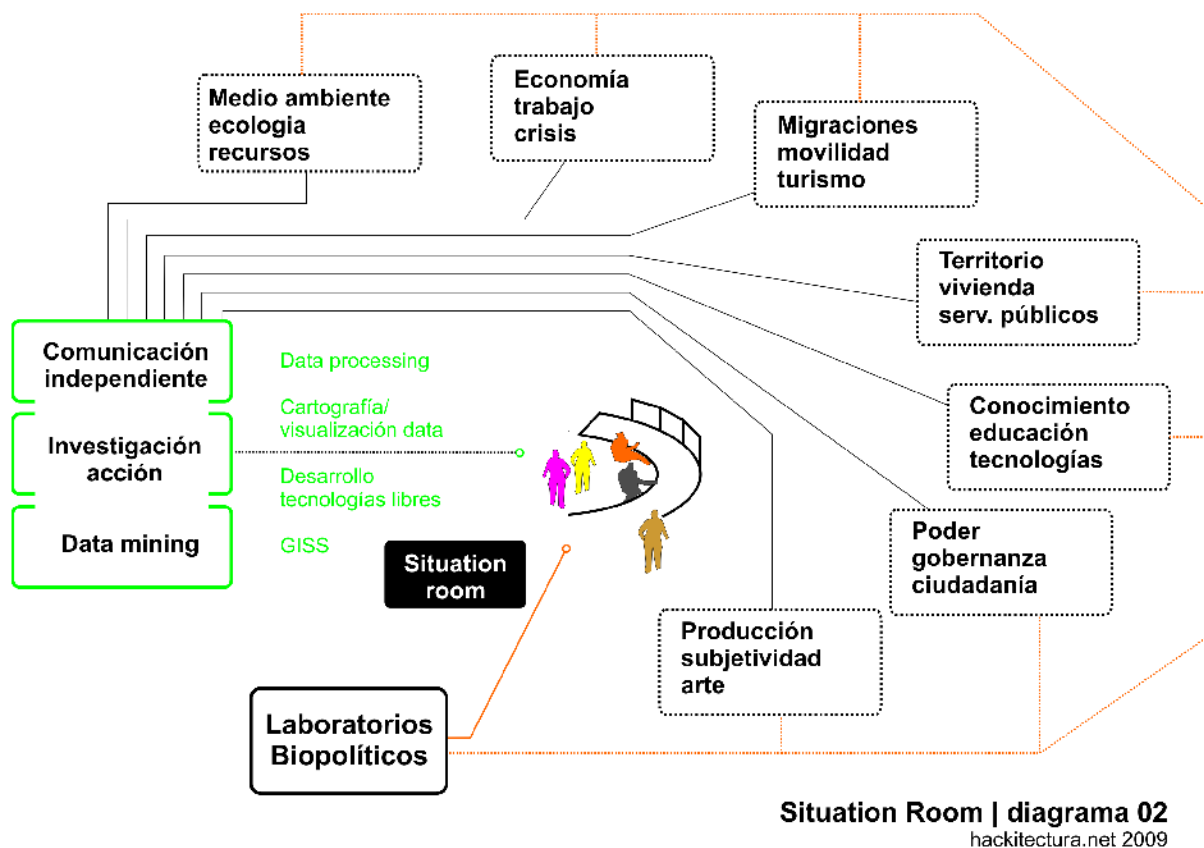 Medio ambiente
ecologia
recursos
Economía
trabajo
crisis
Migraciones
movilidad
turismo
Territorio
vivienda
serv. públicos
Comunicación
independiente
Investigación
acción
Data mining
Data processing
Cartografía/
visualización data
Desarrollo
tecnologías libres
GISS
Situation
room
Conocimiento
educación
tecnologías
Poder
gobernanza
ciudadanía
Producción
subjetividad
arte
Laboratorios
Biopolíticos
Situation Room | diagrama 02
hackitectura.net 2009